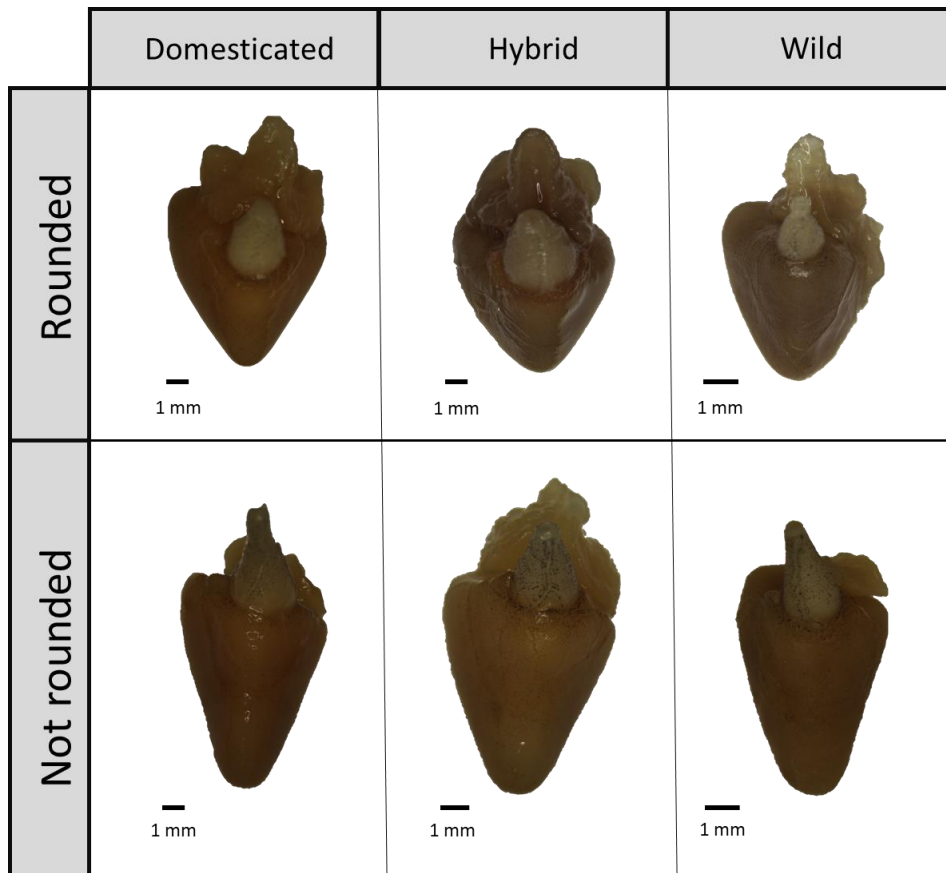 Domesticated
Hybrid
Wild
Rounded
1 mm
1 mm
1 mm
Not rounded
1 mm
1 mm
1 mm